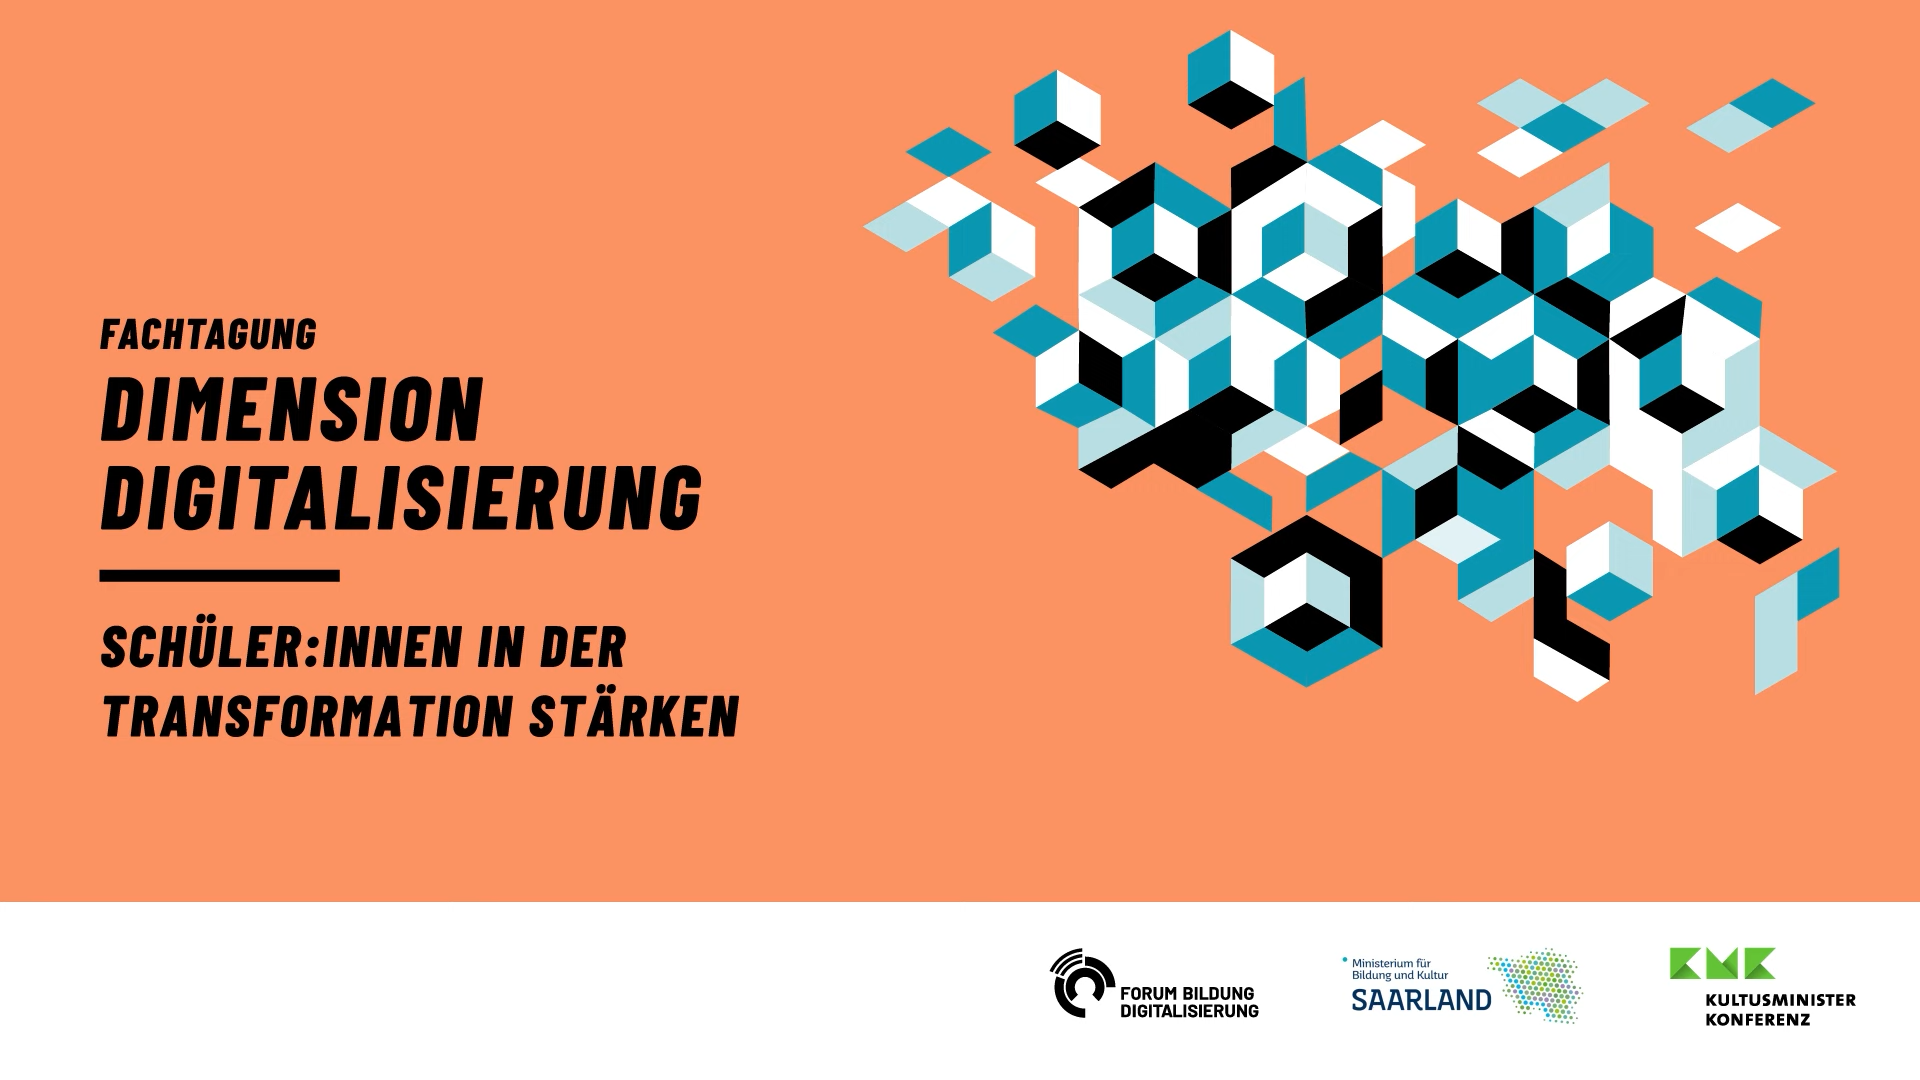 FACHTAGUNG
DIMENSION
DIGITALISIERUNG
SCHÜLER:INNEN IN DER
TRANSFORMATION STÄRKEN
FORUM BILDUNG
DIGITALISIERUNG
Ministerium für
Bildung und Kultur
SAARLAND
KMK
KULTUSMINISTER
KONFERENZ